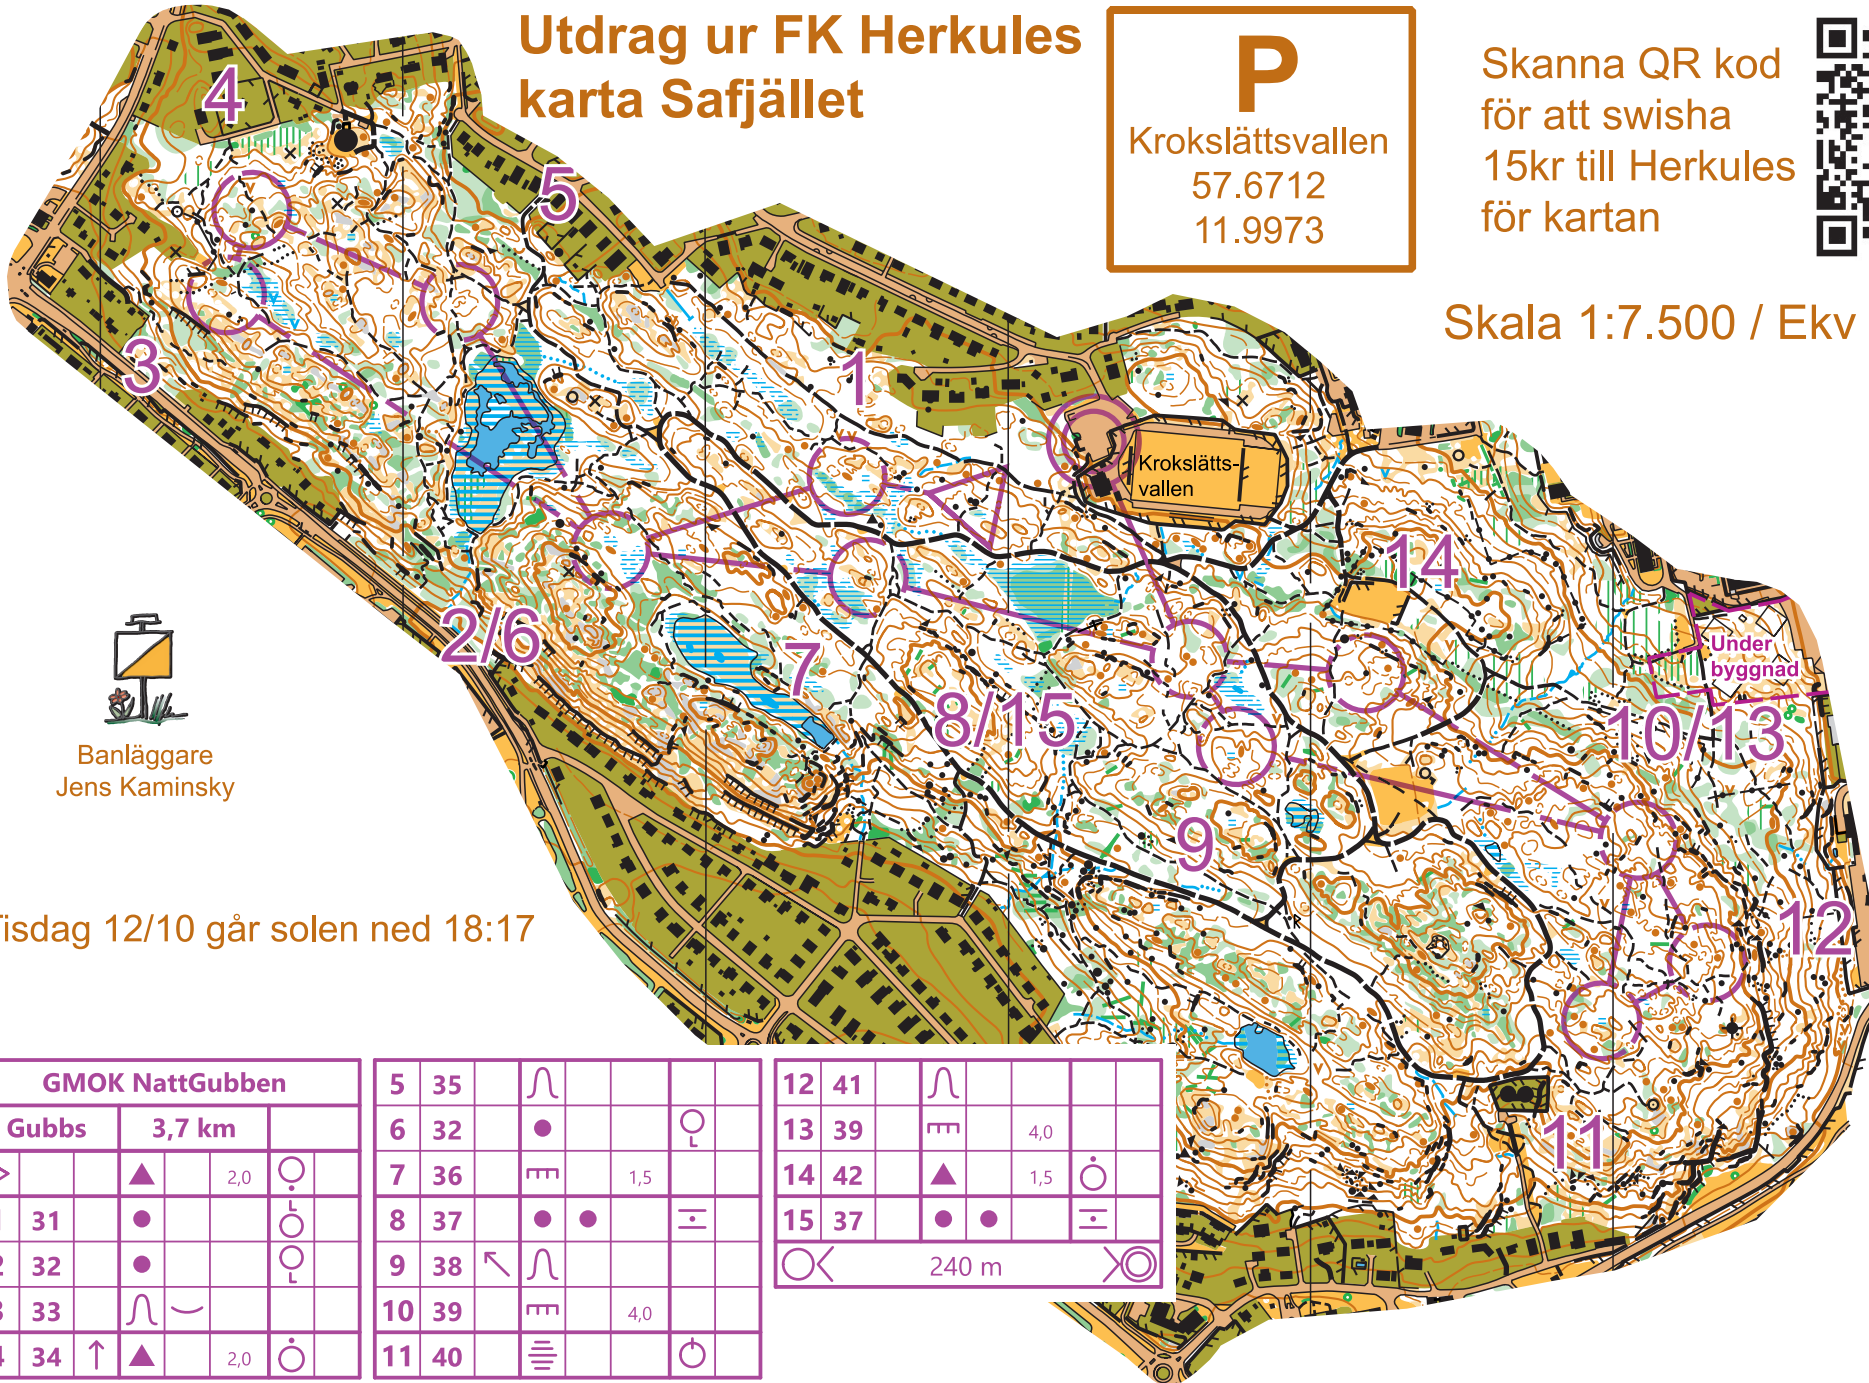 Utdrag ur FK Herkules
karta Safjället
P
Krokslättsvallen
57.6712
11.9973
Skanna QR kod
för att swisha
15kr till Herkules
för kartan
Skala 1:7.500 / Ekv
4
5
3
1
Krokslätts-
vallen
14
2/6
7
Under
byggnad
8/15
10/13
9
12
11
Banläggare
Jens Kaminsky
isdag 12/10 går solen ned 18:17
GMOK NattGubben
Gubbs 3,7 km
2,0
31
32
33
34 2,0
5 35
6 32
7 36 1,5
8 37
9 38
10 39 4,0
11 40
12 41
13 39 4,0
14 42 1,5
15 37
240 m